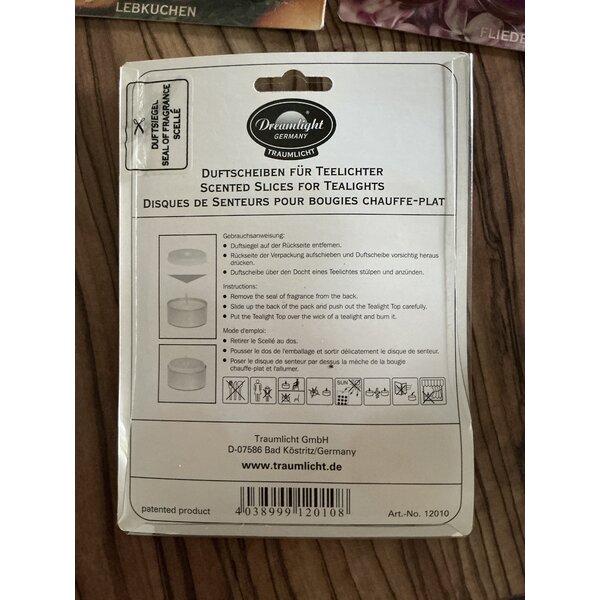 LEBKUCHEN
FLIEDE
DUFTSIEGEL
SEAL OF FRAGRANCE
SCELLÉ
Dreamlight
GERMANY
TRAUMLICHT
DUFTSCHEIBEN FÜR TEELICHTER
SCENTED SLICES FOR TEALIGHTS
DISQUES DE SENTEURS POUR BOUGIES CHAUFFE-PLAT
Gebrauchsanweisung:
• Duftsiegel auf der Rückseite entfernen.
• Rückseite der Verpackung aufschieben und Duftscheibe vorsichtig heraus
drücken.
• Duftscheibe über den Docht eines Teelichtes stülpen und anzünden.
Instructions:
• Remove the seal of fragrance from the back.
• Slide up the back of the pack and push out the Tealight Top carefully.
• Put the Tealight Top over the wick of a tealight and burn it.
Mode d'emploi:
• Retirer le Scellé au dos.
• Pousser le dos de l'emballage et sortir délicatement le disque de senteur.
• Poser le disque de senteur par dessus la mèche de la bougie
chauffe-plat et l'allumer.
SUN
Traumlicht GmbH
D-07586 Bad Köstritz/Germany
www.traumlicht.de
patented product
4 038999 120108
Art.-No. 12010